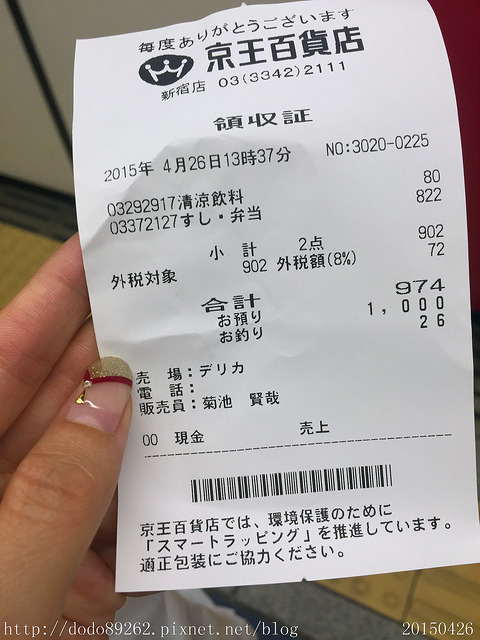 毎度ありがとうございます
京王百貨店
新宿店 03(3342)2111
領収証
2015年 4月26日13時37分 NO:3020-0225
03292917清涼飲料 80
03372127すし・弁当 822
小 計 2点 902
外税対象 902 外税額(8%) 72
合計 974
お預り 1,000
お釣り 26
売 場:デリカ
電 話:
販売員:菊池 賢哉
00 現金 売上
京王百貨店では、環境保護のために
「スマートラッピング」を推進しています。
適正包装にご協力ください。
http://dodo89262.pixnet.net/blog 20150426